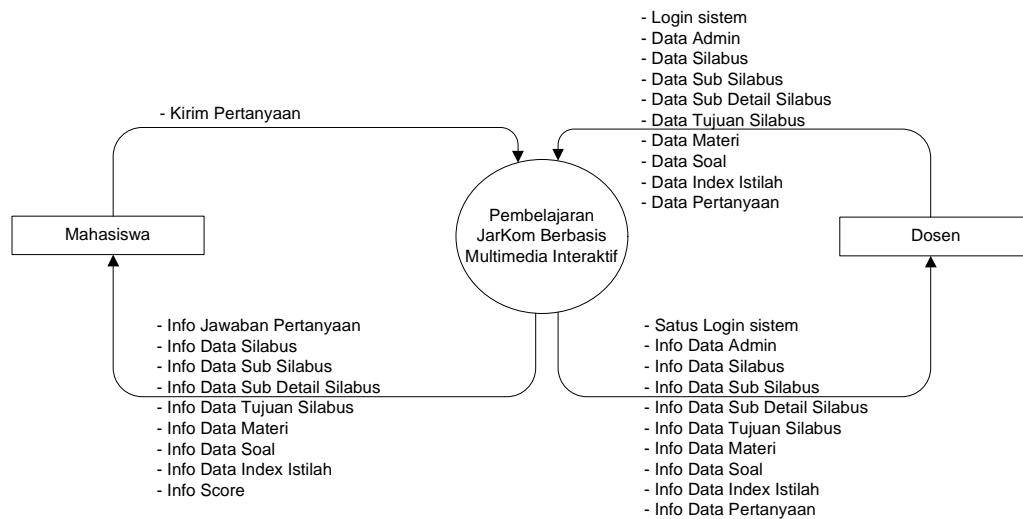 - Login sistem
- Data Admin
- Data Silabus
- Data Sub Silabus
- Data Sub Detail Silabus
- Data Tujuan Silabus
- Data Materi
- Data Soal
- Data Index Istilah
- Data Pertanyaan
- Kirim Pertanyaan
Mahasiswa
Pembelajaran
JarKom Berbasis
Multimedia Interaktif
Dosen
- Info Jawaban Pertanyaan
- Info Data Silabus
- Info Data Sub Silabus
- Info Data Sub Detail Silabus
- Info Data Tujuan Silabus
- Info Data Materi
- Info Data Soal
- Info Data Index Istilah
- Info Score
- Satus Login sistem
- Info Data Admin
- Info Data Silabus
- Info Data Sub Silabus
- Info Data Sub Detail Silabus
- Info Data Tujuan Silabus
- Info Data Materi
- Info Data Soal
- Info Data Index Istilah
- Info Data Pertanyaan